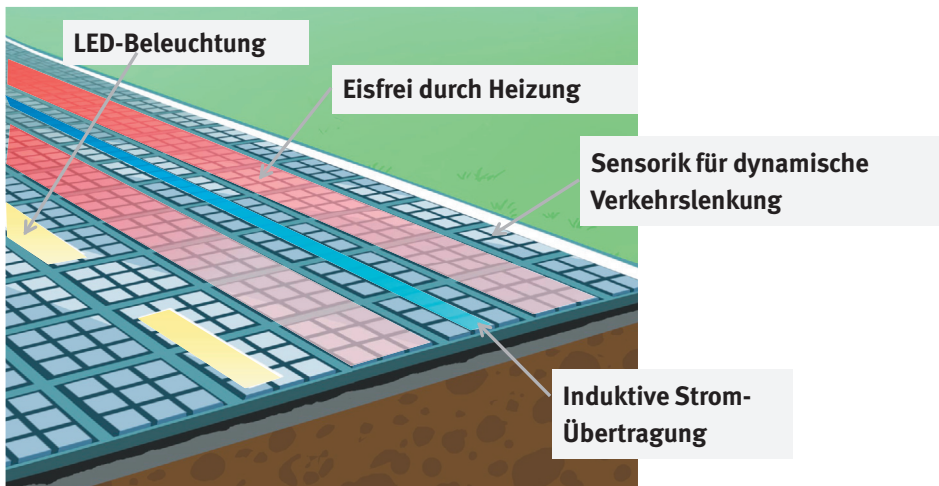 LED-Beleuchtung
Eisfrei durch Heizung
Sensorik für dynamische
Verkehrslenkung
Induktive Strom-
Übertragung